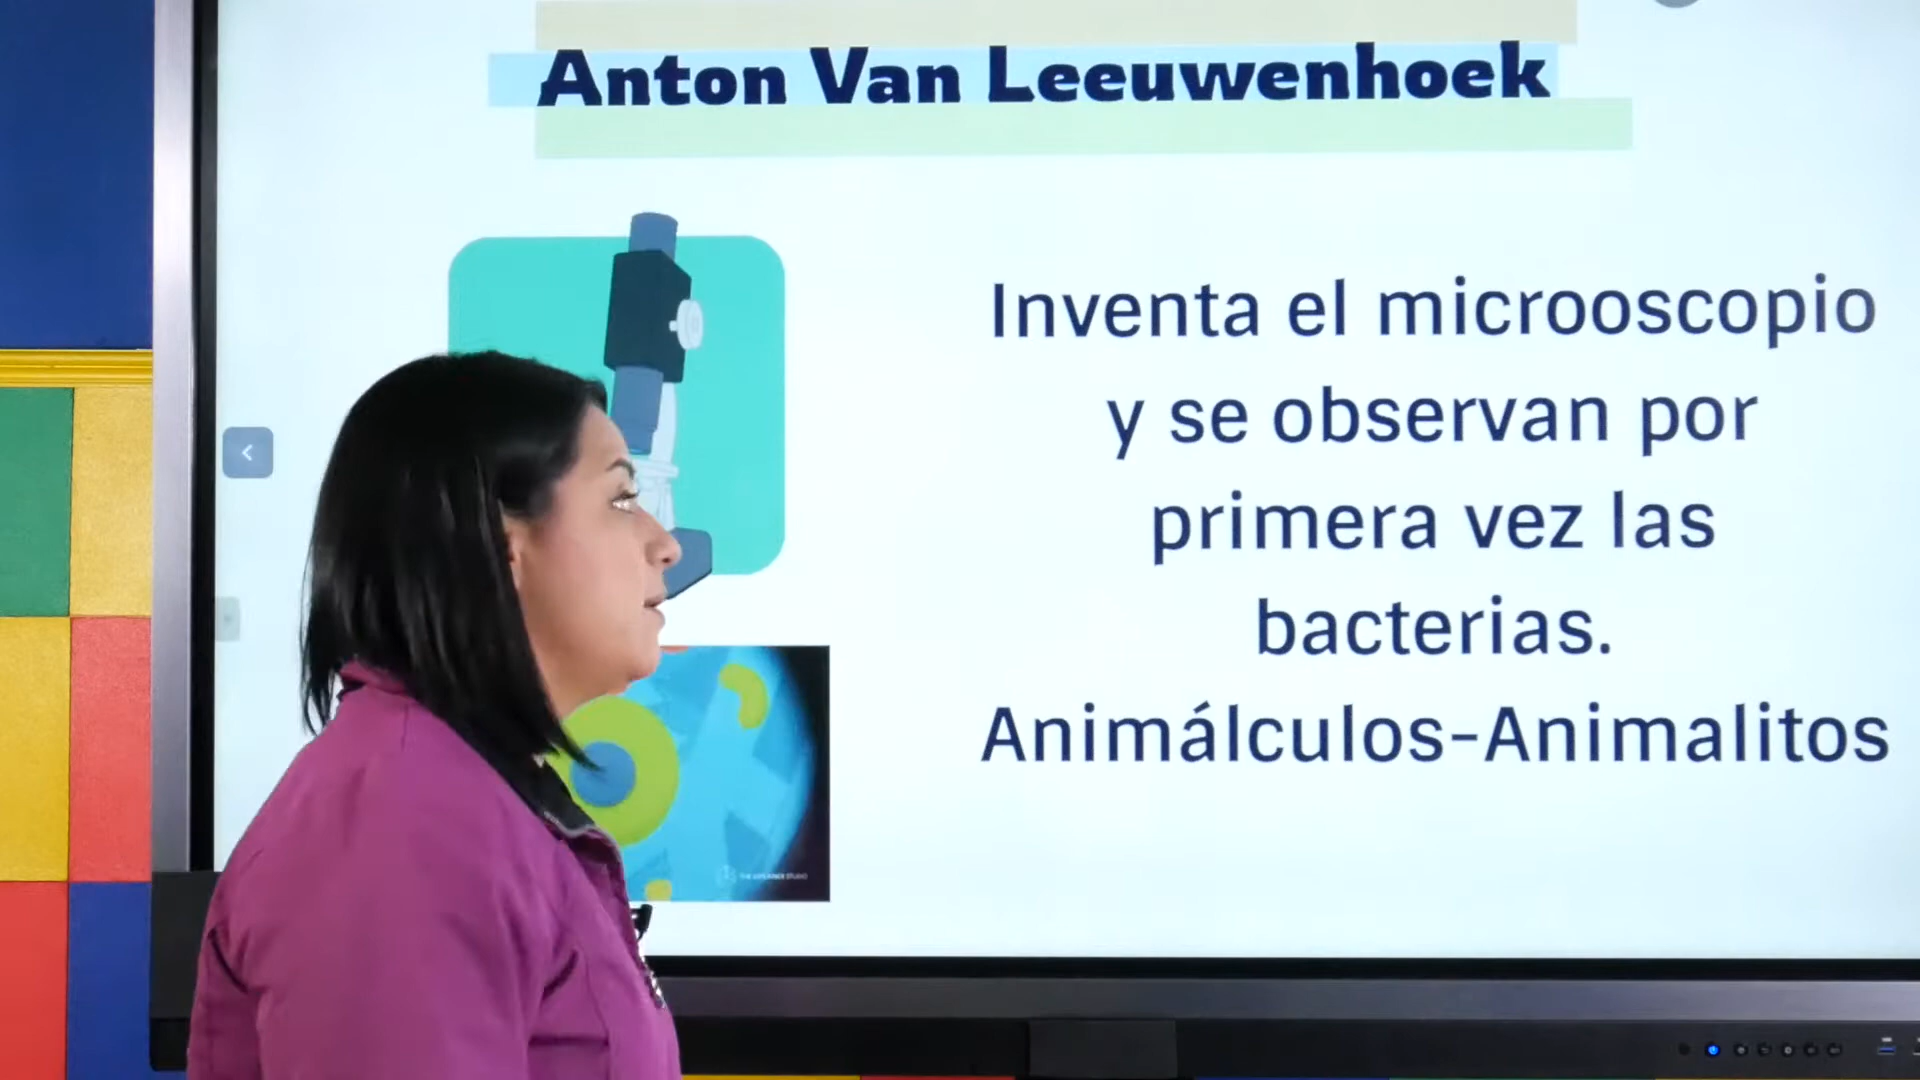 Anton Van Leeuwenhoek
Inventa el microoscopio
y se observan por
primera vez las
bacterias.
Animálculos-Animalitos